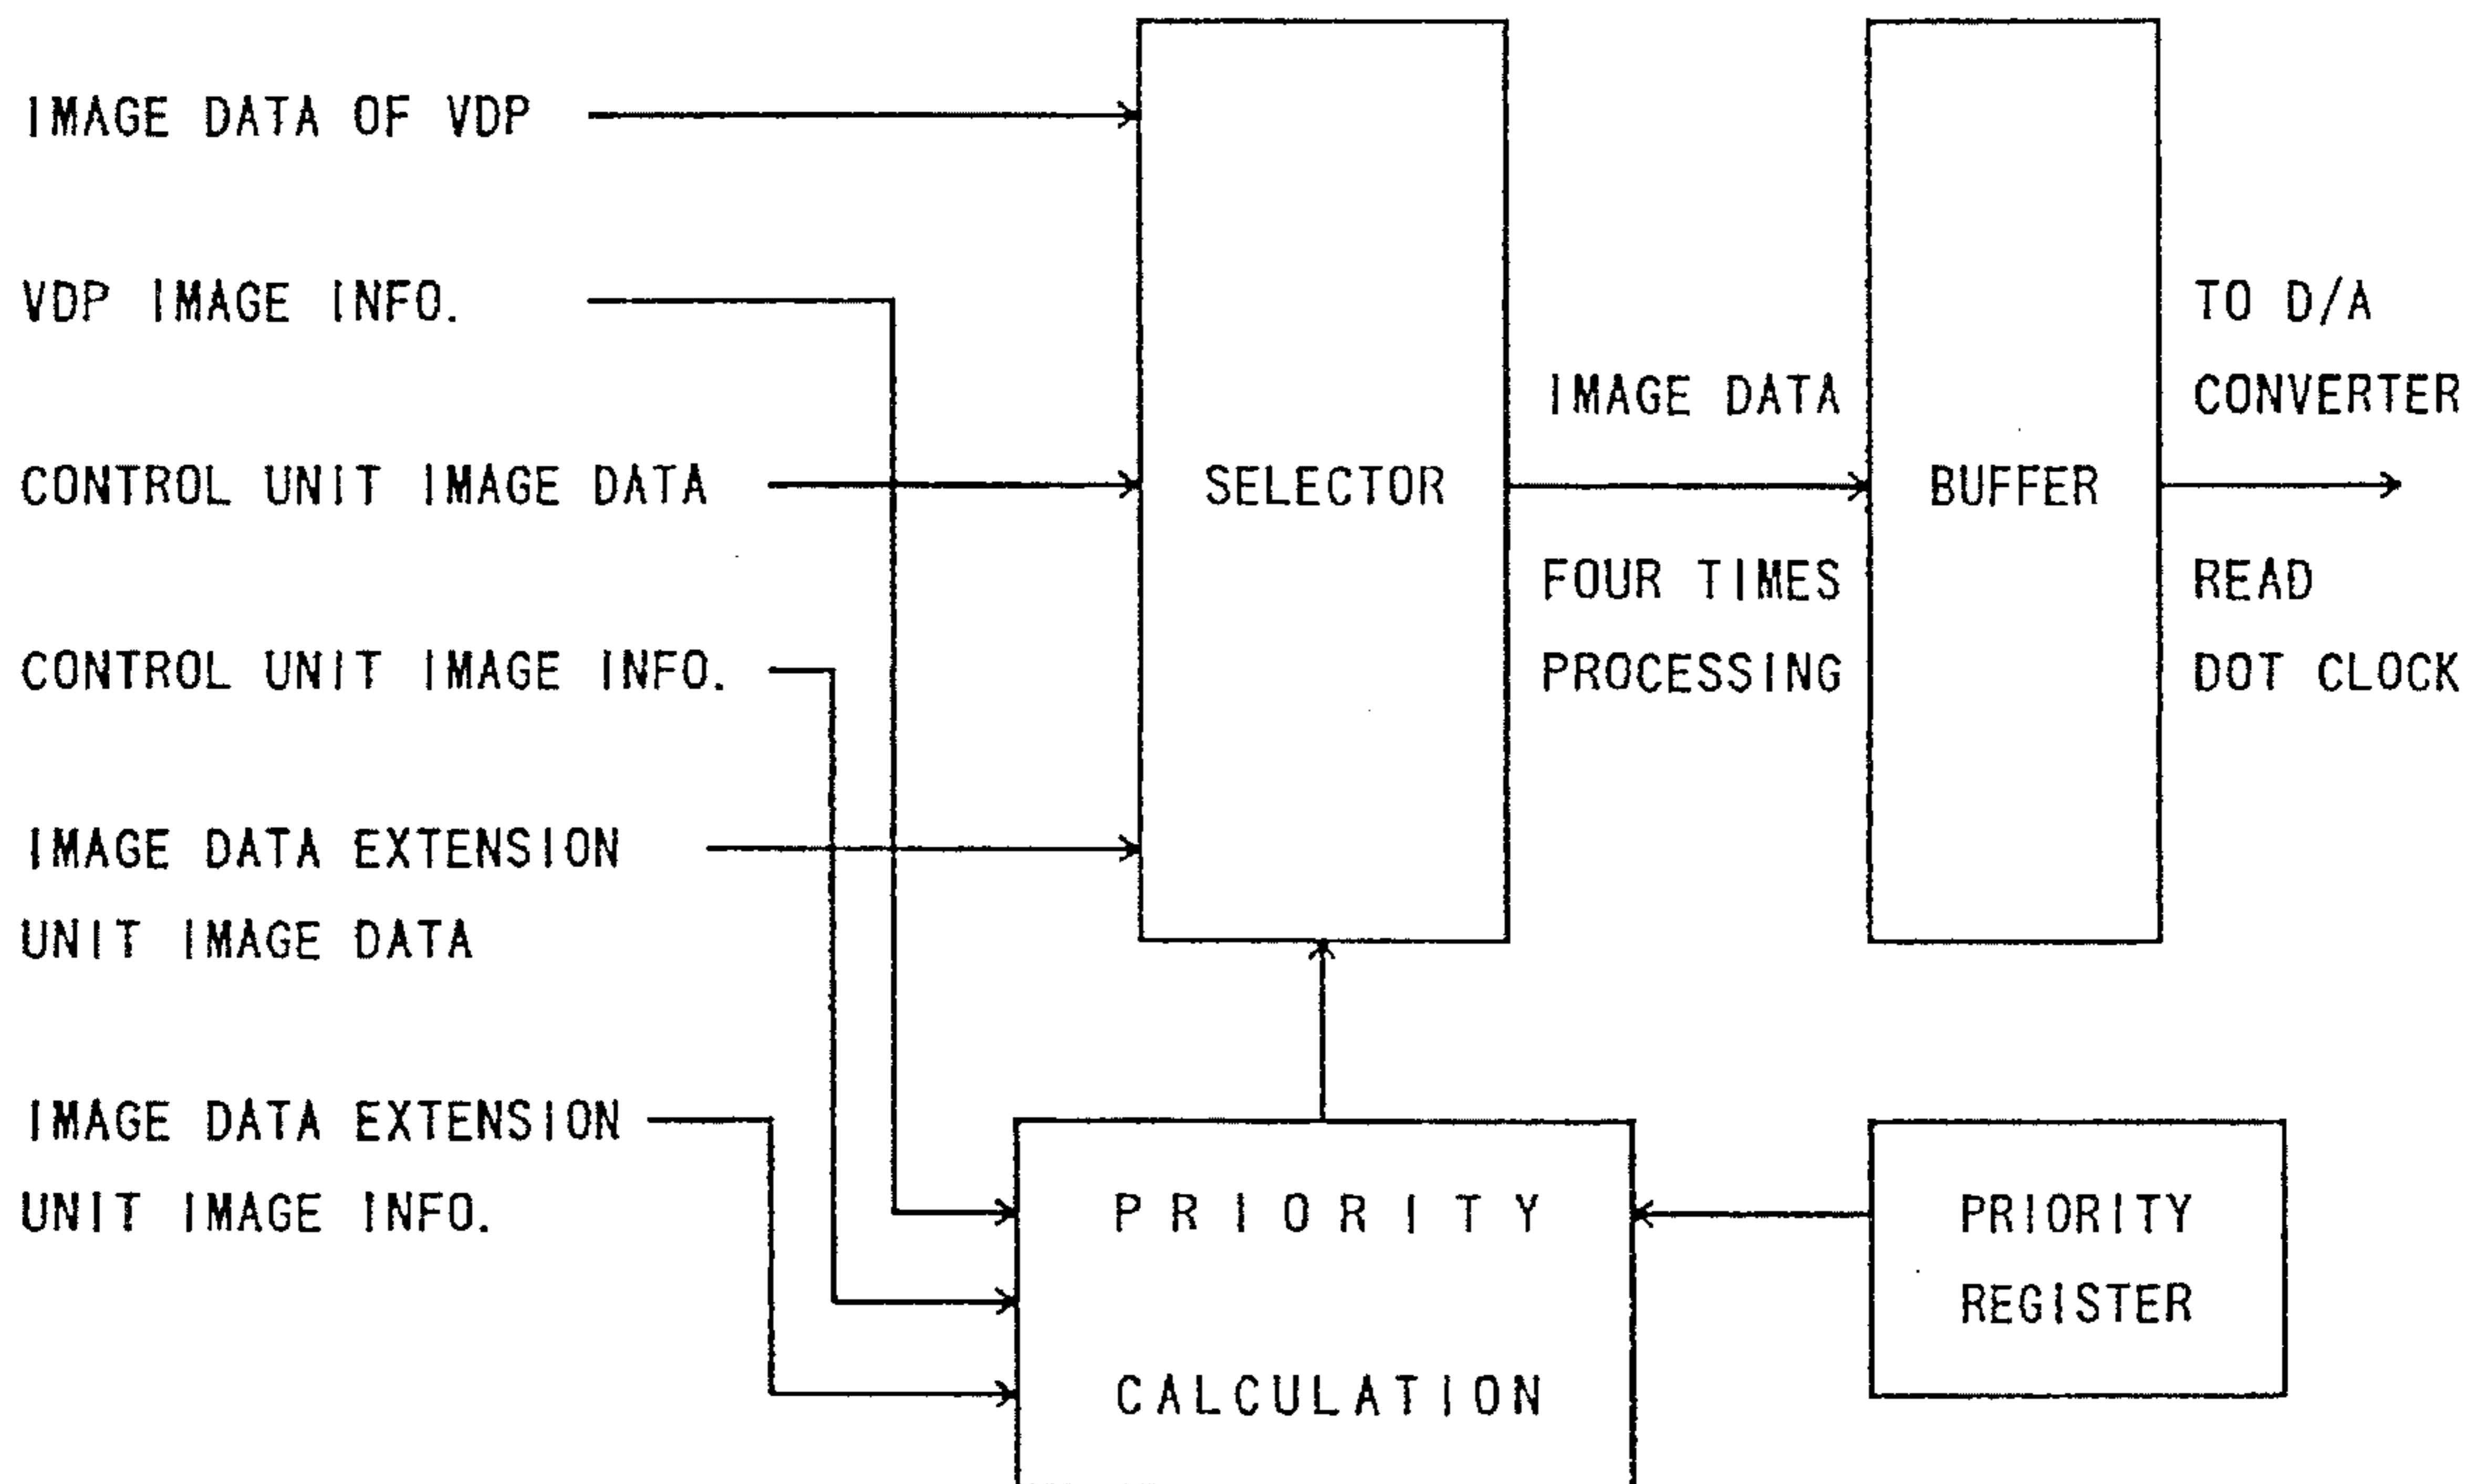 IMAGE DATA OF VDP
VDP IMAGE INFO.
CONTROL UNIT IMAGE DATA
CONTROL UNIT IMAGE INFO.
IMAGE DATA EXTENSION
UNIT IMAGE DATA
IMAGE DATA EXTENSION
UNIT IMAGE INFO.
SELECTOR
IMAGE DATA
FOUR TIMES
PROCESSING
BUFFER
TO D/A
CONVERTER
READ
DOT CLOCK
PRIORITY
CALCULATION
PRIORITY
REGISTER